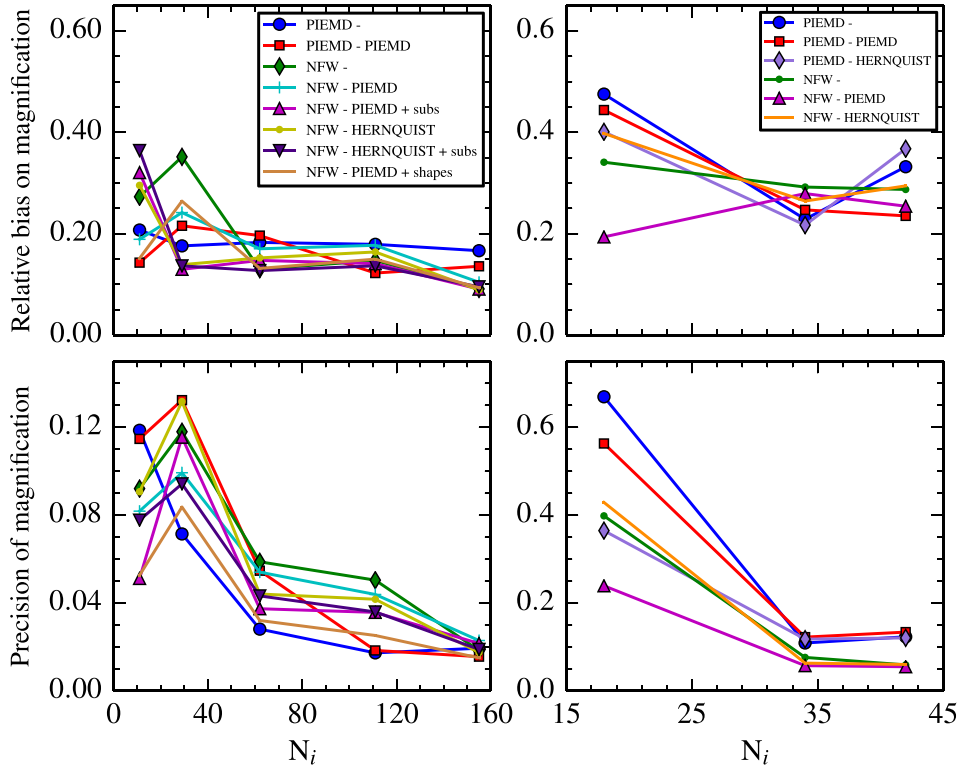 Relative bias on magnification
0.60
0.40
0.20
0.00
PIEMD -
PIEMD - PIEMD
NFW -
NFW - PIEMD
NFW - PIEMD + subs
NFW - HERNQUIST
NFW - HERNQUIST + subs
NFW - PIEMD + shapes
0.6
0.4
0.2
0.0
PIEMD -
PIEMD - PIEMD
PIEMD - HERNQUIST
NFW -
NFW - PIEMD
NFW - HERNQUIST
Precision of magnification
0.12
0.08
0.04
0.00
0 40 80 120 160
N_i
0.6
0.4
0.2
0.0
15 25 35 45
N_i